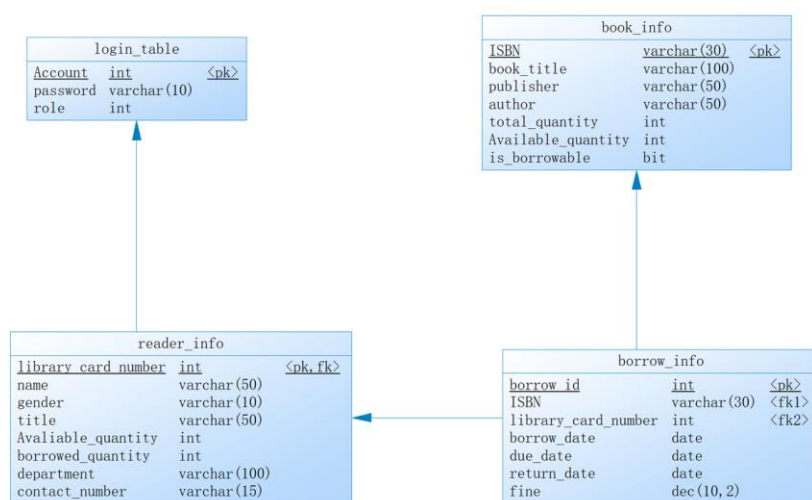 login_table
Account int <pk>
password varchar(10)
role int
book_info
ISBN varchar(30) <pk>
book_title varchar(100)
publisher varchar(50)
author varchar(50)
total_quantity int
Available_quantity int
is_borrowable bit
reader_info
library_card_number int <pk,fk>
name varchar(50)
gender varchar(10)
title varchar(50)
Avaliable_quantity int
borrowed_quantity int
department varchar(100)
contact_number varchar(15)
borrow_info
borrow_id int <pk>
ISBN varchar(30) <fk1>
library_card_number int <fk2>
borrow_date date
due_date date
return_date date
fine dec(10,2)